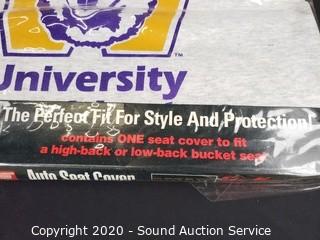 University
The Perfect Fit For Style And Protection!
contains ONE seat cover to fit
a high-back or low-back bucket seat
Auto Seat Cover
Copyright 2020 - Sound Auction Service